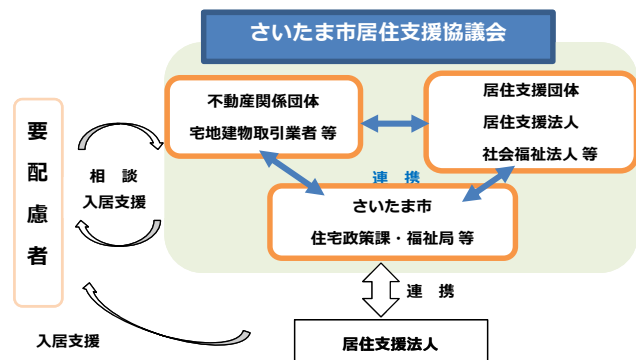 さいたま市居住支援協議会
不動産関係団体
宅地建物取引業者 等
居住支援団体
居住支援法人
社会福祉法人 等
要配慮者
相 談
入居支援
連 携
さいたま市
住宅政策課・福祉局 等
連 携
入居支援
居住支援法人